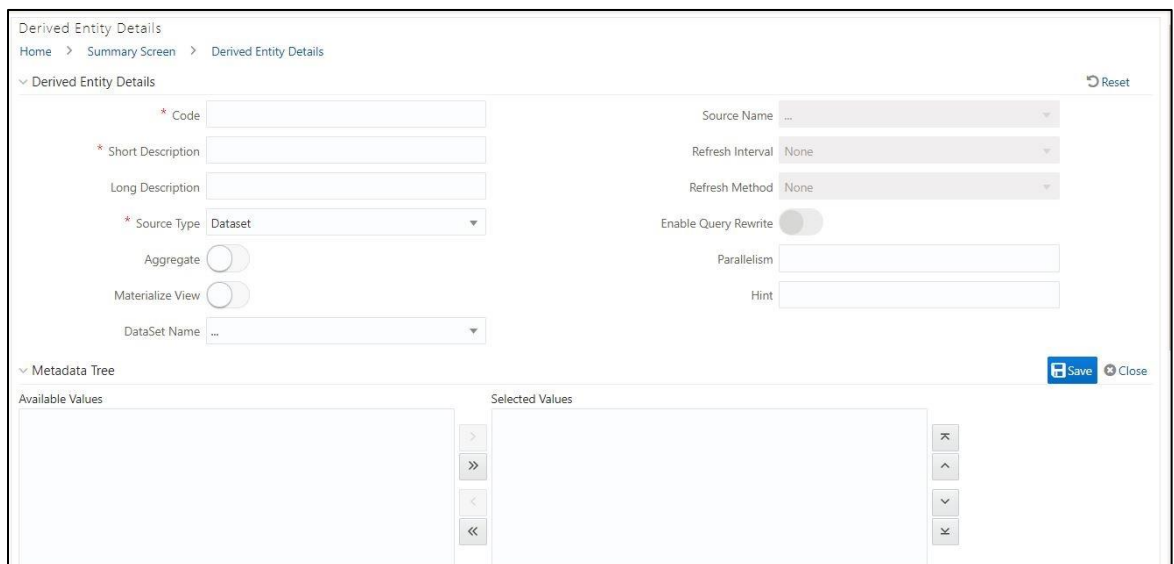 Derived Entity Details
Home > Summary Screen > Derived Entity Details
Derived Entity Details Reset
* Code Source Name ...
* Short Description Refresh Interval None
Long Description Refresh Method None
* Source Type Dataset Enable Query Rewrite
Aggregate Parallelism
Materialize View Hint
DataSet Name ...
Metadata Tree Save Close
Available Values Selected Values